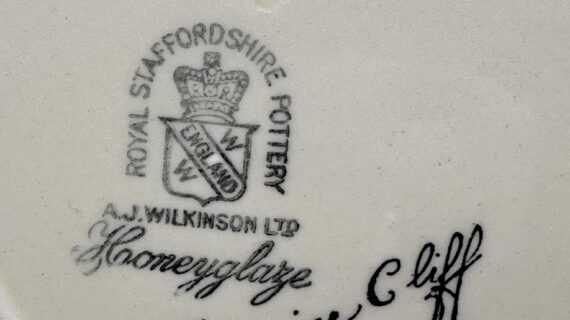 ROYAL STAFFORDSHIRE POTTERY
W
ENGLAND
W
A.J. WILKINSON LTD
Honeyglaze
Cliff